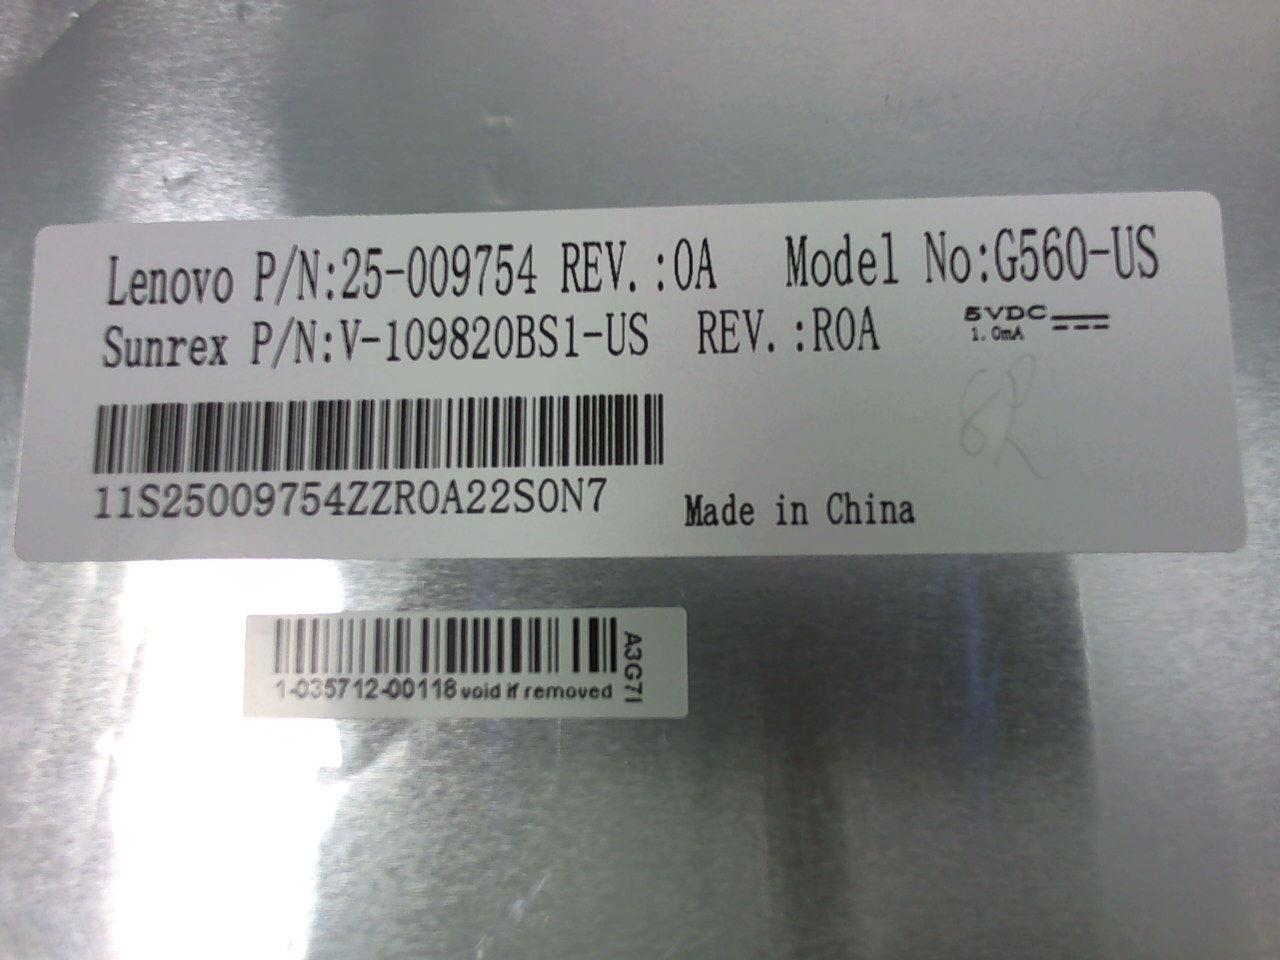 Lenovo P/N:25-009754 REV.:0A Model No:G560-US
Sunrex P/N:V-109820BS1-US REV.:R0A 5VDC
1.0mA
11S25009754ZZR0A22S0N7
Made in China
1-035712-00118 void if removed
A3G7I